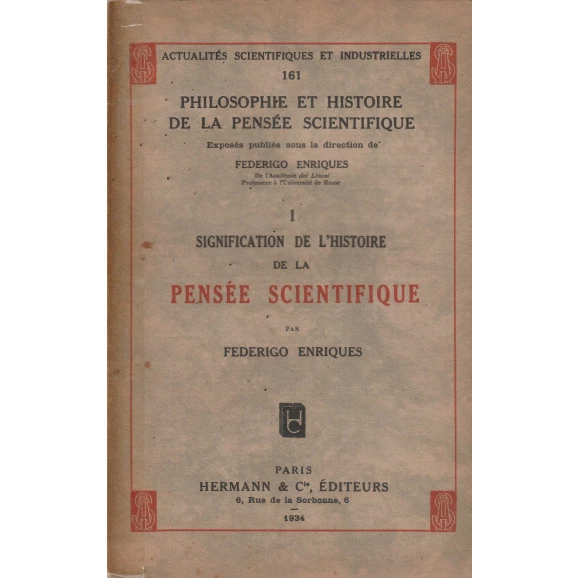 ACTUALITÉS SCIENTIFIQUES ET INDUSTRIELLES
161
PHILOSOPHIE ET HISTOIRE
DE LA PENSÉE SCIENTIFIQUE
Exposés publiés sous la direction de
FEDERIGO ENRIQUES
De l'Académie dei Lincei
Professeur à l'Université de Rome
I
SIGNIFICATION DE L'HISTOIRE
DE LA
PENSÉE SCIENTIFIQUE
PAR
FEDERIGO ENRIQUES
HC
PARIS
HERMANN & Cie, ÉDITEURS
6, Rue de la Sorbonne, 6
1934